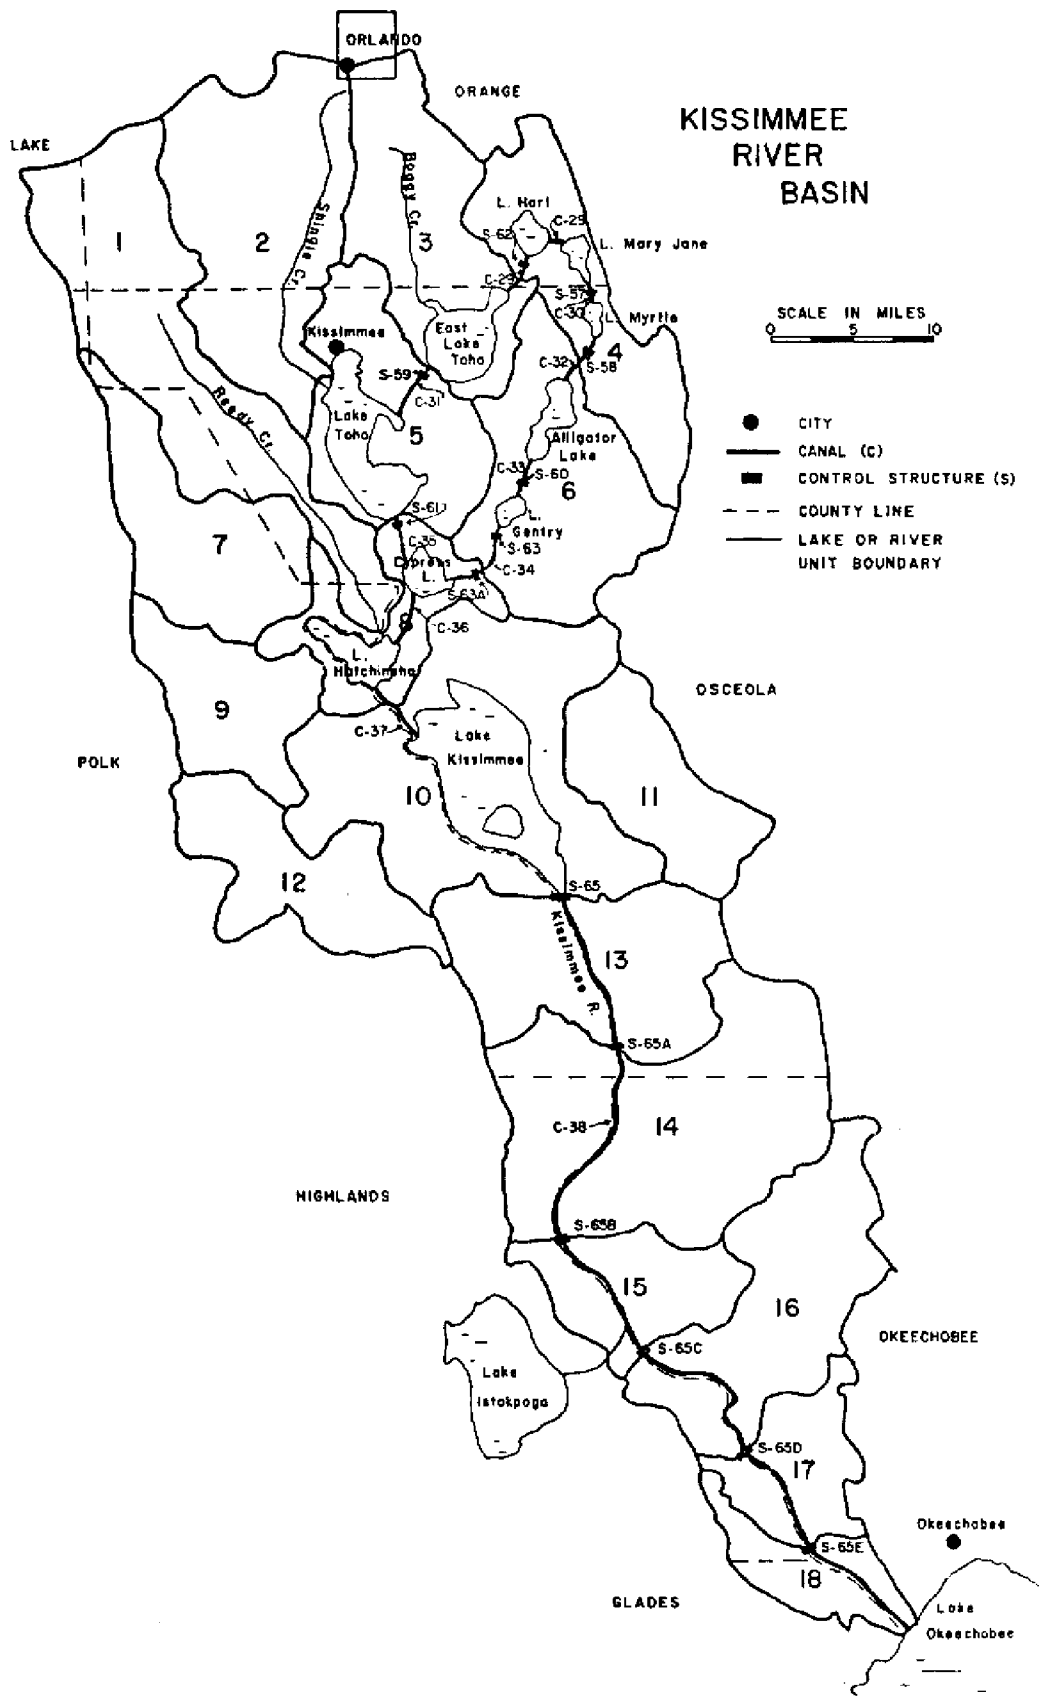 ORLANDO
ORANGE
KISSIMMEE
RIVER
BASIN
LAKE
Boggy Cr.
Shingle Cr.
L. Hart
C-29
S-62
L. Mary Jane
1
2
3
C-29
S-57
C-30
L. Myrtle
SCALE IN MILES
0 5 10
Kissimmee
East
Lake
Toho
4
C-32
S-58
S-59
C-31
Reedy Cr.
Lake
Toho
5
Alligator
Lake
CITY
CANAL (C)
CONTROL STRUCTURE (S)
COUNTY LINE
LAKE OR RIVER
UNIT BOUNDARY
C-33
S-60
6
S-61
L.
Gentry
7
C-35
S-63
Cypress
L.
C-34
S-63A
8
C-36
L.
Hatchineha
OSCEOLA
9
C-37
Lake
Kissimmee
POLK
10
11
12
S-65
Kissimmee R.
13
S-65A
C-38
14
HIGHLANDS
S-65B
15
16
OKEECHOBEE
S-65C
Lake
Istokpoga
S-65D
17
Okeechobee
S-65E
18
GLADES
Lake
Okeechobee